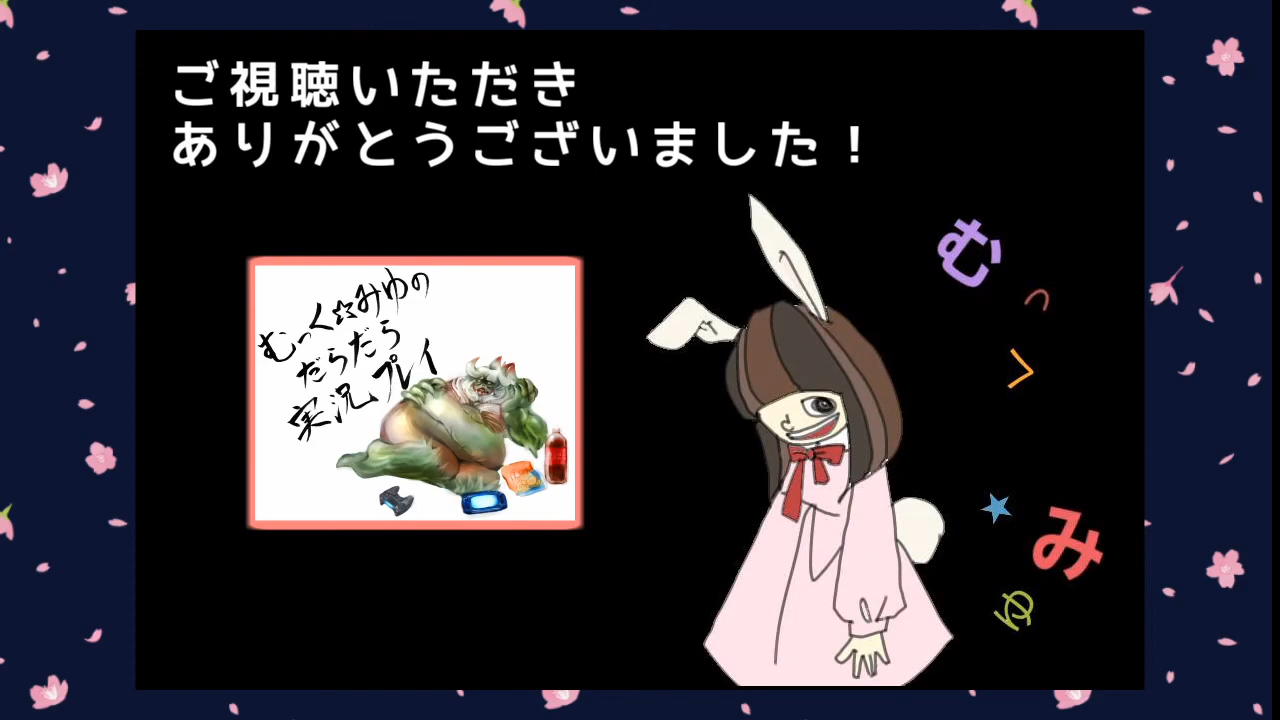 ご視聴いただき
ありがとうございました！
むっく☆みゆの
だらだら
実況プレイ
むっく★みゆ